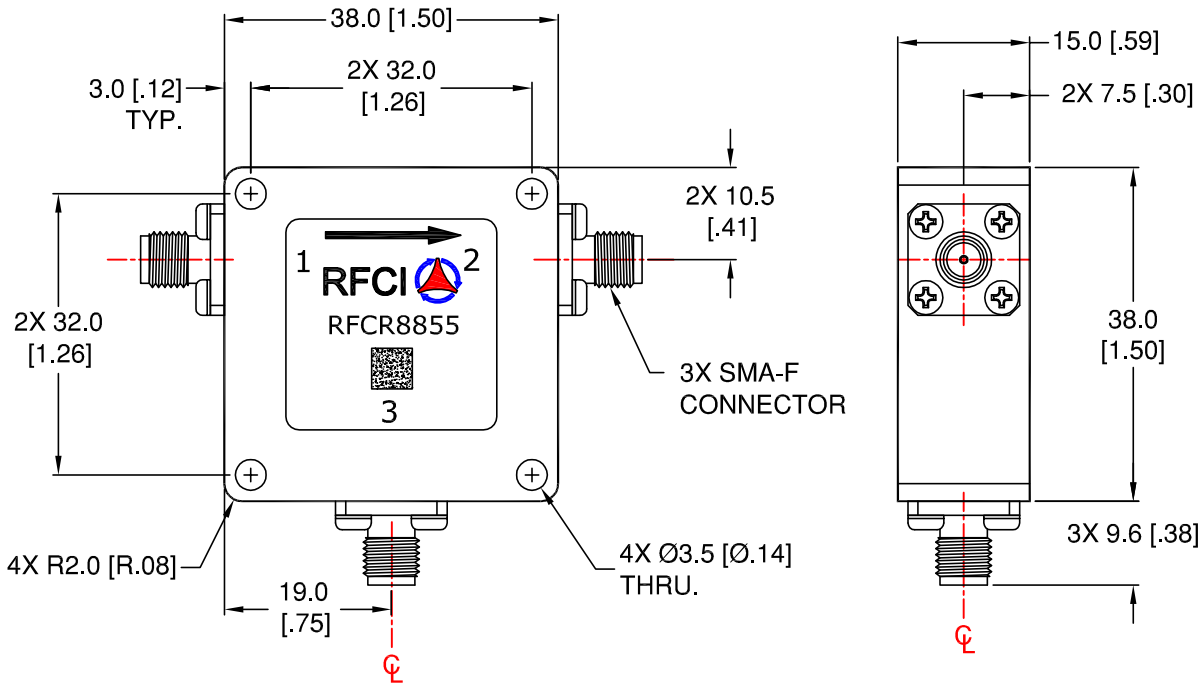 38.0 [1.50]
2X 32.0
[1.26]
3.0 [.12]
TYP.
2X 10.5
[.41]
2X 32.0
[1.26]
1
2
RFCI
RFCR8855
3
3X SMA-F
CONNECTOR
4X R2.0 [R.08]
19.0
[.75]
4X Ø3.5 [Ø.14]
THRU.
℄
15.0 [.59]
2X 7.5 [.30]
38.0
[1.50]
3X 9.6 [.38]
℄